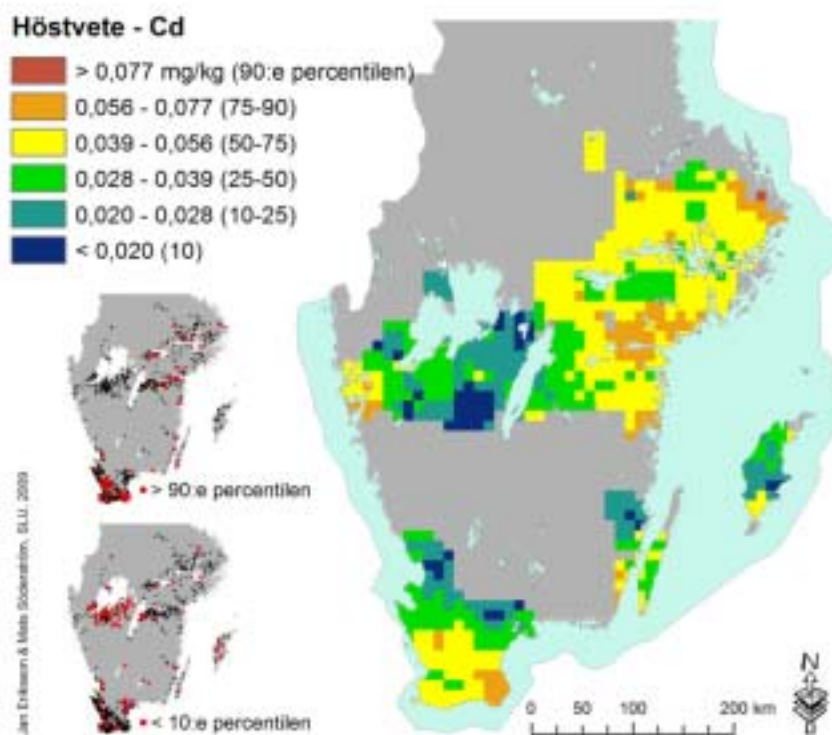 Höstvete - Cd
> 0,077 mg/kg (90:e percentilen)
0,056 - 0,077 (75-90)
0,039 - 0,056 (50-75)
0,028 - 0,039 (25-50)
0,020 - 0,028 (10-25)
< 0,020 (10)
> 90:e percentilen
< 10:e percentilen
Jan Eriksson & Mats Söderström, SLU, 2009
N
0 50 100 200 km